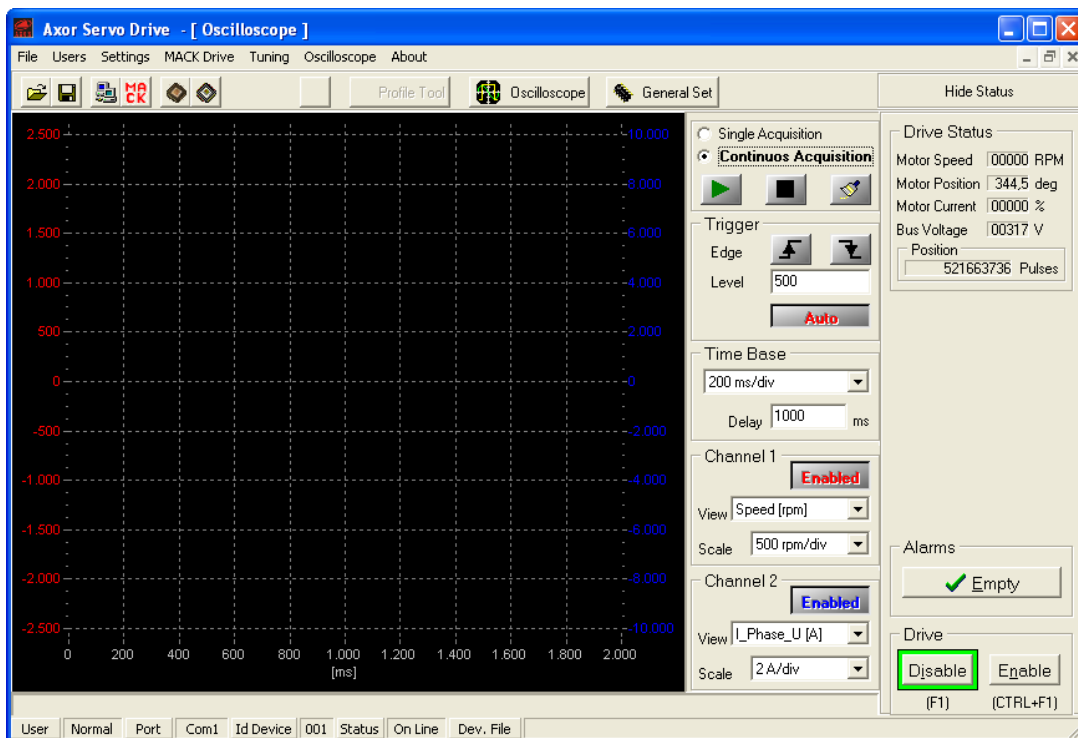 Axor Servo Drive - [ Oscilloscope ]
File Users Settings MACK Drive Tuning Oscilloscope About
MA
CK
Profile Tool
Oscilloscope
General Set
Hide Status
2.500
2.000
1.500
1.000
500
0
-500
-1.000
-1.500
-2.000
-2.500
10.000
8.000
6.000
4.000
2.000
0
-2.000
-4.000
-6.000
-8.000
-10.000
0 200 400 600 800 1.000 1.200 1.400 1.600 1.800 2.000
[ms]
Single Acquisition
Continuos Acquisition
Trigger
Edge
Level 500
Auto
Time Base
200 ms/div
Delay 1000 ms
Channel 1
Enabled
View Speed [rpm]
Scale 500 rpm/div
Channel 2
Enabled
View I_Phase_U [A]
Scale 2 A/div
Drive Status
Motor Speed 00000 RPM
Motor Position 344,5 deg
Motor Current 00000 %
Bus Voltage 00317 V
Position
521663736 Pulses
Alarms
Empty
Drive
Disable Enable
(F1) (CTRL+F1)
User Normal Port Com1 Id Device 001 Status On Line Dev. File